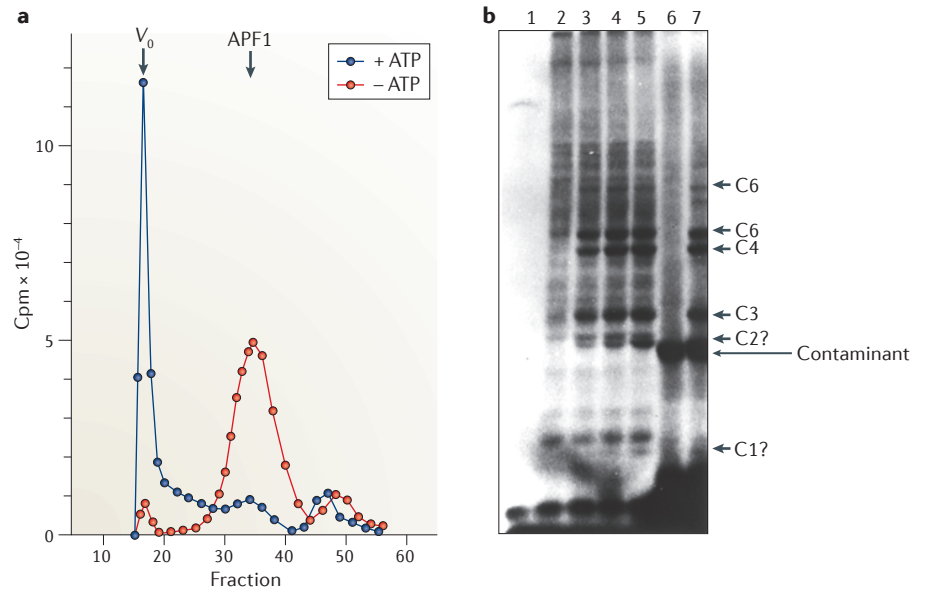 a
V₀
APF1
+ ATP
– ATP
10
5
0
Cpm × 10⁻⁴
10 20 30 40 50 60
Fraction
b
1 2 3 4 5 6 7
C6
C6
C4
C3
C2?
Contaminant
C1?